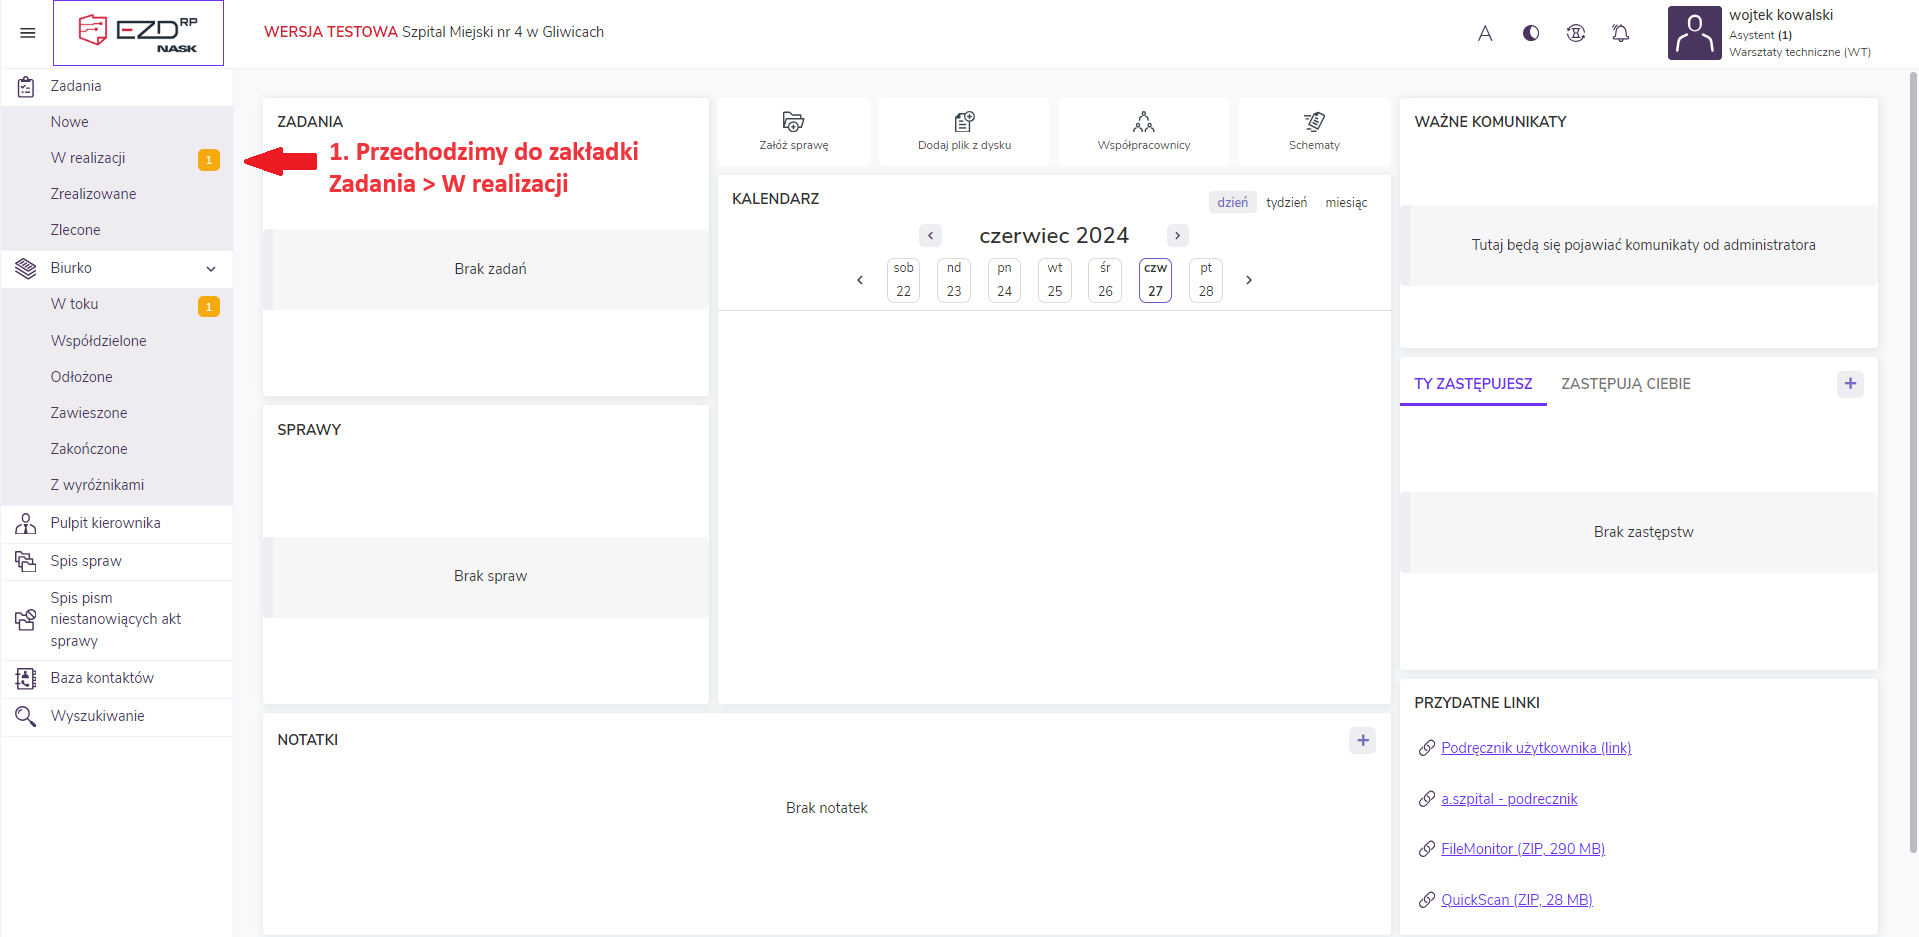 EZD RP
NASK
WERSJA TESTOWA Szpital Miejski nr 4 w Gliwicach
A
wojtek kowalski
Asystent (1)
Warsztaty techniczne (WT)
Zadania
Nowe
W realizacji 1
Zrealizowane
Zlecone
Biurko
W toku 1
Współdzielone
Odłożone
Zawieszone
Zakończone
Z wyróżnikami
Pulpit kierownika
Spis spraw
Spis pism
niestanowiących akt
sprawy
Baza kontaktów
Wyszukiwanie
ZADANIA
1. Przechodzimy do zakładki
Zadania > W realizacji
Brak zadań
SPRAWY
Brak spraw
Załóż sprawę
Dodaj plik z dysku
Współpracownicy
Schematy
KALENDARZ
dzień tydzień miesiąc
< czerwiec 2024 >
sob nd pn wt śr czw pt
< 22 23 24 25 26 27 28 >
NOTATKI +
Brak notatek
WAŻNE KOMUNIKATY
Tutaj będą się pojawiać komunikaty od administratora
TY ZASTĘPUJESZ ZASTĘPUJĄ CIEBIE +
Brak zastępstw
PRZYDATNE LINKI
Podręcznik użytkownika (link)
a.szpital - podrecznik
FileMonitor (ZIP, 290 MB)
QuickScan (ZIP, 28 MB)